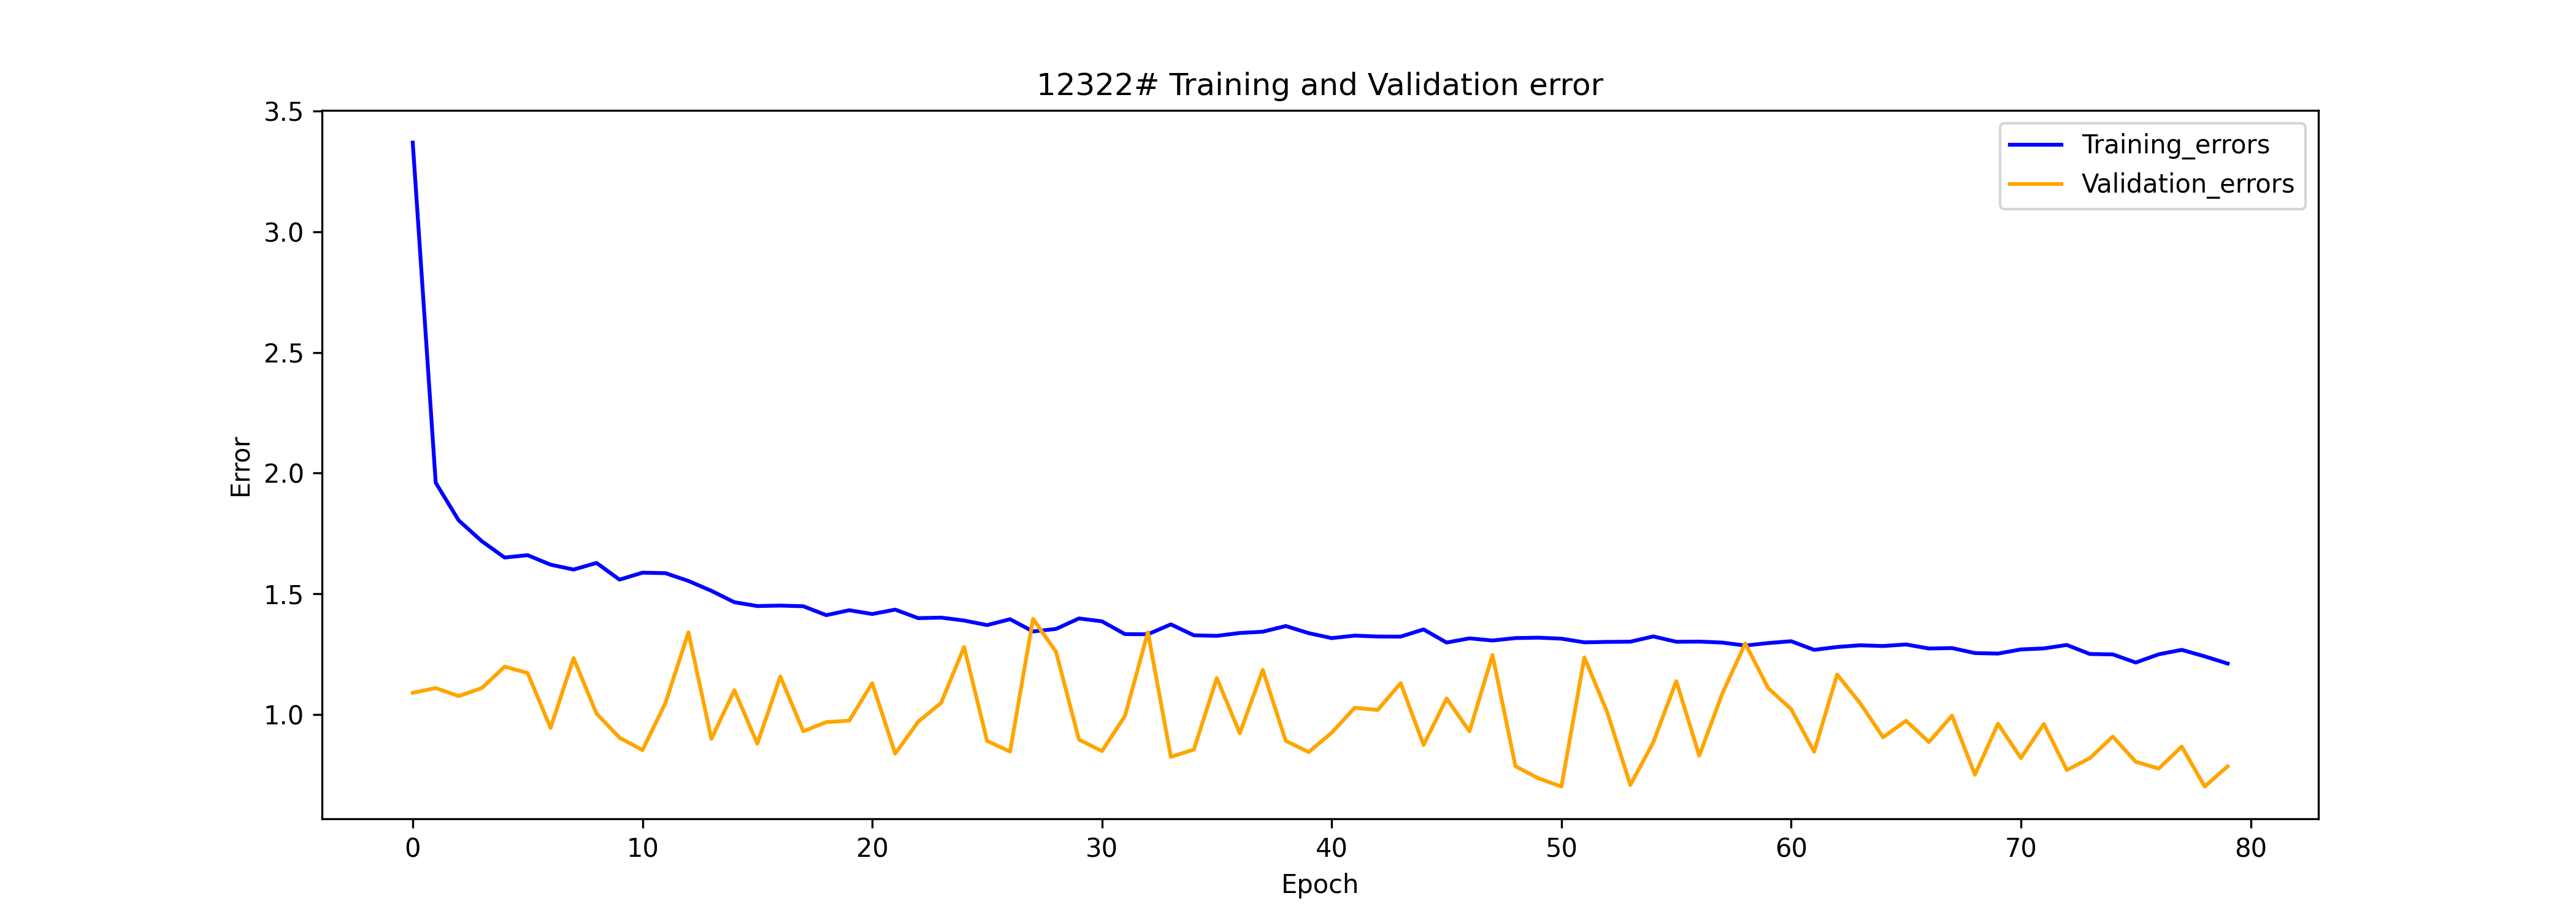 12322# Training and Validation error
3.5
3.0
2.5
2.0
1.5
1.0
Error
Training_errors
Validation_errors
0 10 20 30 40 50 60 70 80
Epoch